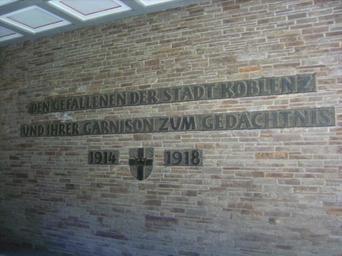 DEN GEFALLENEN DER STADT KOBLENZ
UND IHRER GARNISON ZUM GEDÄCHTNIS
1914 1918